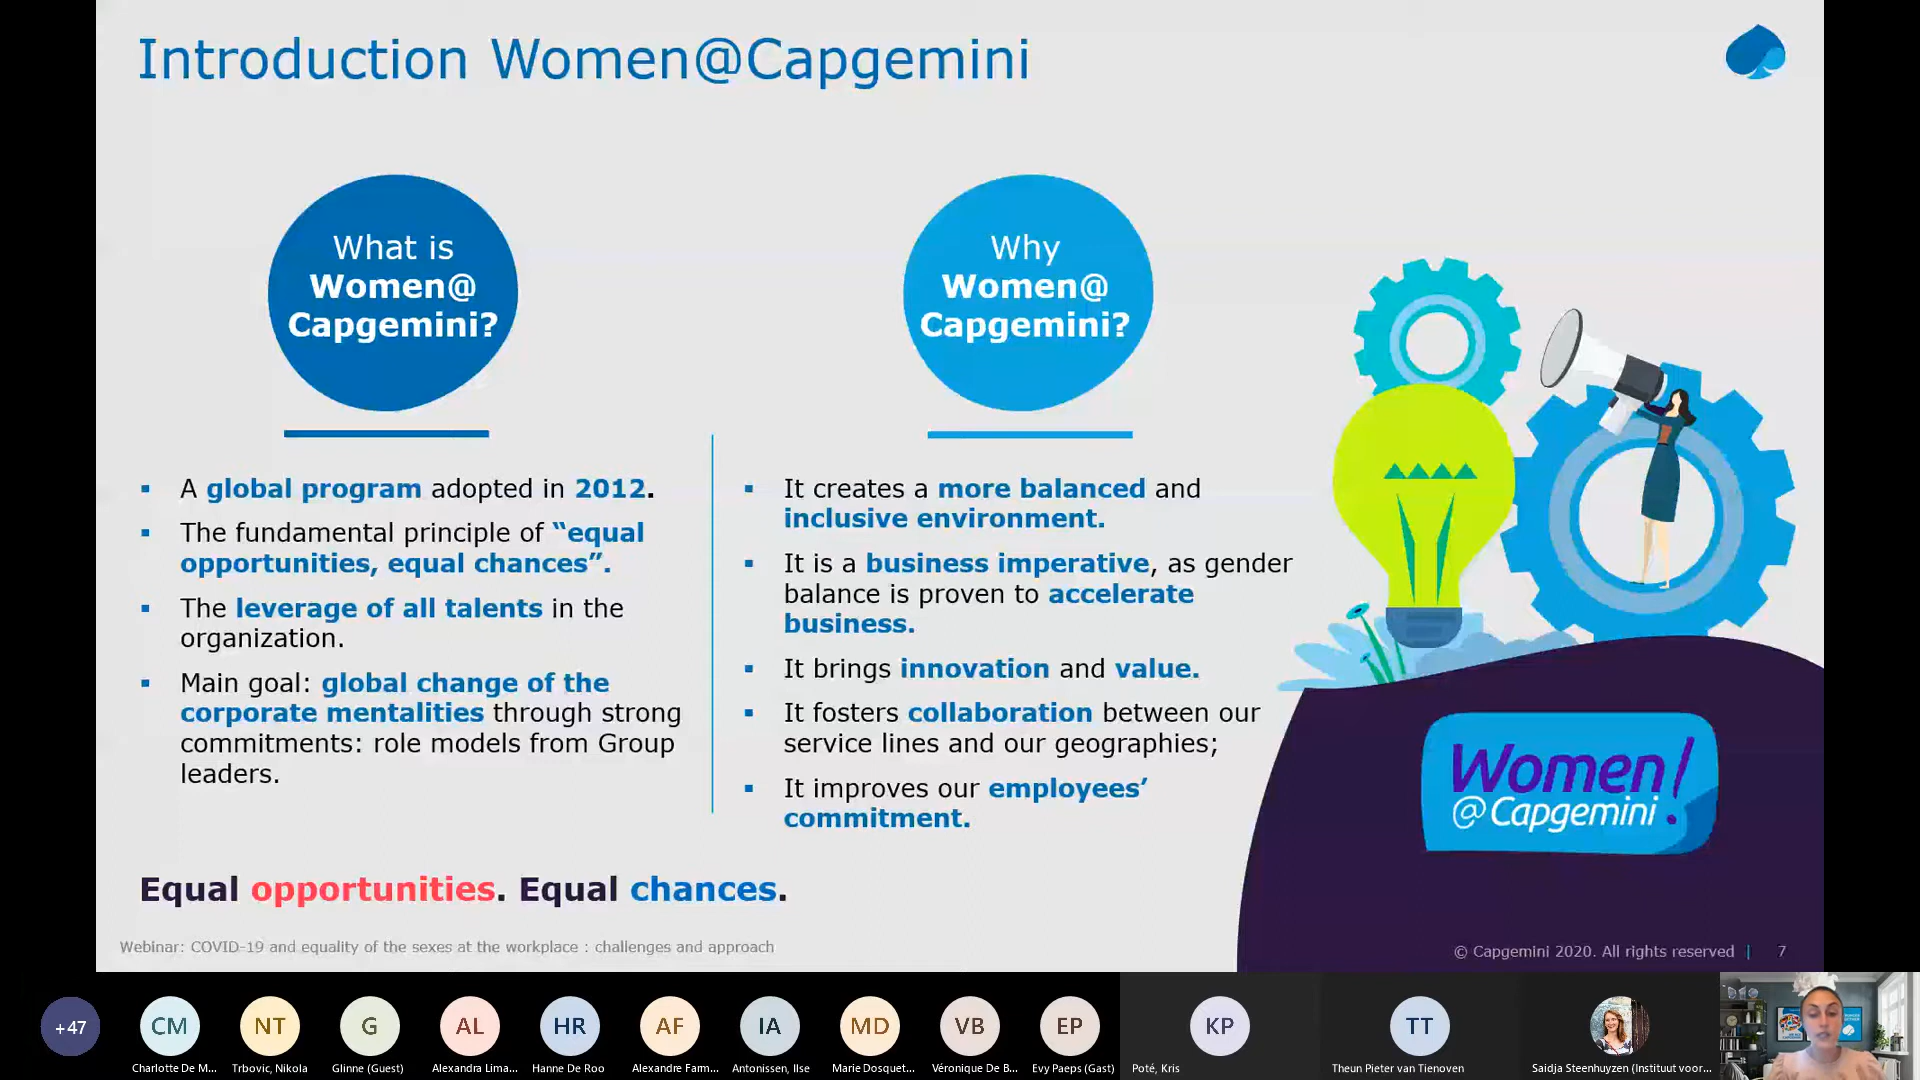 Introduction Women@Capgemini
What is
Women@
Capgemini?
A global program adopted in 2012.
The fundamental principle of “equal
opportunities, equal chances”.
The leverage of all talents in the
organization.
Main goal: global change of the
corporate mentalities through strong
commitments: role models from Group
leaders.
Why
Women@
Capgemini?
It creates a more balanced and
inclusive environment.
It is a business imperative, as gender
balance is proven to accelerate
business.
It brings innovation and value.
It fosters collaboration between our
service lines and our geographies;
It improves our employees’
commitment.
Women!
@Capgemini
Equal opportunities. Equal chances.
Webinar: COVID-19 and equality of the sexes at the workplace : challenges and approach
© Capgemini 2020. All rights reserved | 7
+47
CM
NT
G
AL
HR
AF
IA
MD
VB
EP
KP
TT
Charlotte De M...
Trbovic, Nikola
Glinne (Guest)
Alexandra Lima...
Hanne De Roo
Alexandre Fam...
Antonissen, Ilse
Marie Dosquet...
Véronique De B...
Evy Paeps (Gast)
Poté, Kris
Theun Pieter van Tienoven
Saidja Steenhuyzen (Instituut voor...